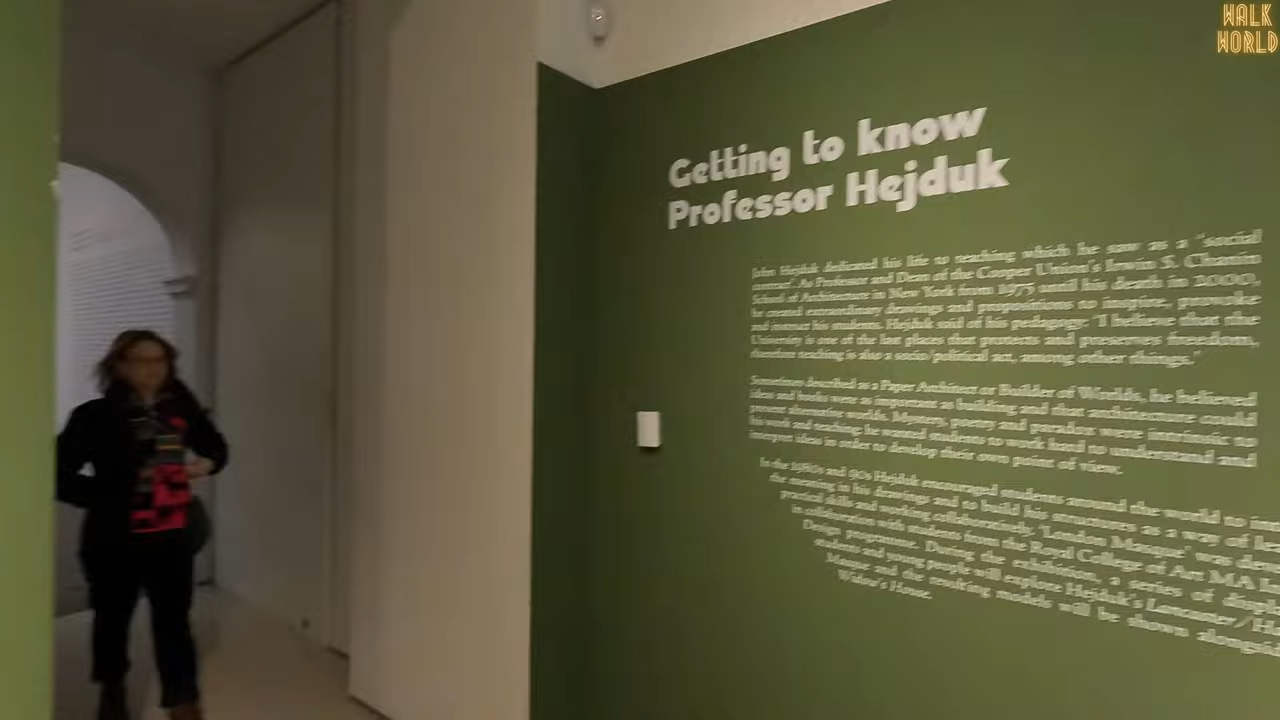 WALK
WORLD
Getting to know
Professor Hejduk
John Hejduk dedicated his life to teaching which he saw as a 'social
contract'. As Professor and Dean of the Cooper Union's Irwin S. Chanin
School of Architecture in New York from 1975 until his death in 2000,
he created extraordinary drawings and propositions to inspire, provoke
and instruct his students. Hejduk said of his pedagogy: 'I believe that the
University is one of the last places that protects and preserves freedom,
therefore teaching is also a socio/political act, among other things.'
Sometimes described as a Paper Architect or Builder of Worlds, he believed
ideas and books were as important as building and that architecture could
present alternative worlds. Mystery, poetry and paradox were intrinsic to
his work and teaching; he wanted students to work hard to understand and
interpret ideas in order to develop their own point of view.
In the 1980s and 90s Hejduk encouraged students around the world to
the meaning in his drawings and to build his structures as a way of
practical skills and working collaboratively. 'London Masque' was
in collaboration with students from the Royal College of Art MA
Design programme. During the exhibition, a series of
and young people will explore Hejduk's Lancaster/
Masque and the resulting models will be shown alongside
Widow's House.